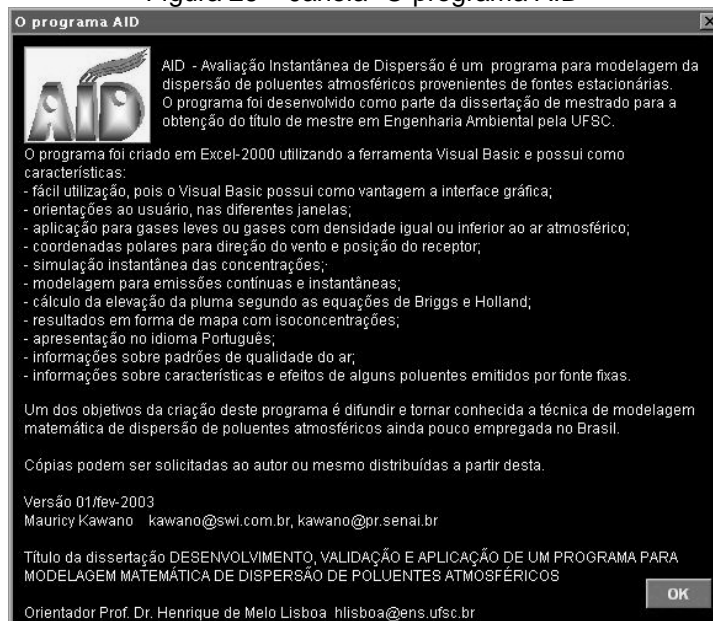 O programa AID
AID
AID - Avaliação Instantânea de Dispersão é um programa para modelagem da
dispersão de poluentes atmosféricos provenientes de fontes estacionárias.
O programa foi desenvolvido como parte da dissertação de mestrado para a
obtenção do título de mestre em Engenharia Ambiental pela UFSC.
O programa foi criado em Excel-2000 utilizando a ferramenta Visual Basic e possui como
características:
- fácil utilização, pois o Visual Basic possui como vantagem a interface gráfica;
- orientações ao usuário, nas diferentes janelas;
- aplicação para gases leves ou gases com densidade igual ou inferior ao ar atmosférico;
- coordenadas polares para direção do vento e posição do receptor;
- simulação instantânea das concentrações;·
- modelagem para emissões contínuas e instantâneas;
- cálculo da elevação da pluma segundo as equações de Briggs e Holland;
- resultados em forma de mapa com isoconcentrações;
- apresentação no idioma Português;
- informações sobre padrões de qualidade do ar;
- informações sobre características e efeitos de alguns poluentes emitidos por fonte fixas.
Um dos objetivos da criação deste programa é difundir e tornar conhecida a técnica de modelagem
matemática de dispersão de poluentes atmosféricos ainda pouco empregada no Brasil.
Cópias podem ser solicitadas ao autor ou mesmo distribuídas a partir desta.
Versão 01/fev-2003
Mauricy Kawano kawano@swi.com.br, kawano@pr.senai.br
Título da dissertação DESENVOLVIMENTO, VALIDAÇÃO E APLICAÇÃO DE UM PROGRAMA PARA
MODELAGEM MATEMÁTICA DE DISPERSÃO DE POLUENTES ATMOSFÉRICOS
OK
Orientador Prof. Dr. Henrique de Melo Lisboa hlisboa@ens.ufsc.br